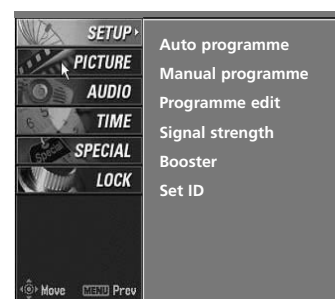 SETUP
PICTURE
AUDIO
TIME
SPECIAL
LOCK
Move MENU Prev
Auto programme
Manual programme
Programme edit
Signal strength
Booster
Set ID